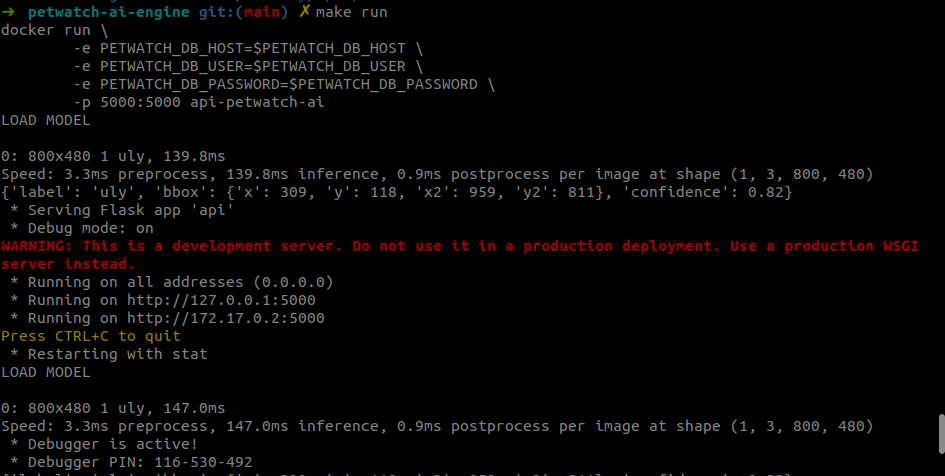 ➜  petwatch-ai-engine git:(main) ✗ make run
docker run \
        -e PETWATCH_DB_HOST=$PETWATCH_DB_HOST \
        -e PETWATCH_DB_USER=$PETWATCH_DB_USER \
        -e PETWATCH_DB_PASSWORD=$PETWATCH_DB_PASSWORD \
        -p 5000:5000 api-petwatch-ai
LOAD MODEL

0: 800x480 1 uly, 139.8ms
Speed: 3.3ms preprocess, 139.8ms inference, 0.9ms postprocess per image at shape (1, 3, 800, 480)
{'label': 'uly', 'bbox': {'x': 309, 'y': 118, 'x2': 959, 'y2': 811}, 'confidence': 0.82}
 * Serving Flask app 'api'
 * Debug mode: on
WARNING: This is a development server. Do not use it in a production deployment. Use a production WSGI
server instead.
 * Running on all addresses (0.0.0.0)
 * Running on http://127.0.0.1:5000
 * Running on http://172.17.0.2:5000
Press CTRL+C to quit
 * Restarting with stat
LOAD MODEL

0: 800x480 1 uly, 147.0ms
Speed: 3.3ms preprocess, 147.0ms inference, 0.9ms postprocess per image at shape (1, 3, 800, 480)
 * Debugger is active!
 * Debugger PIN: 116-530-492